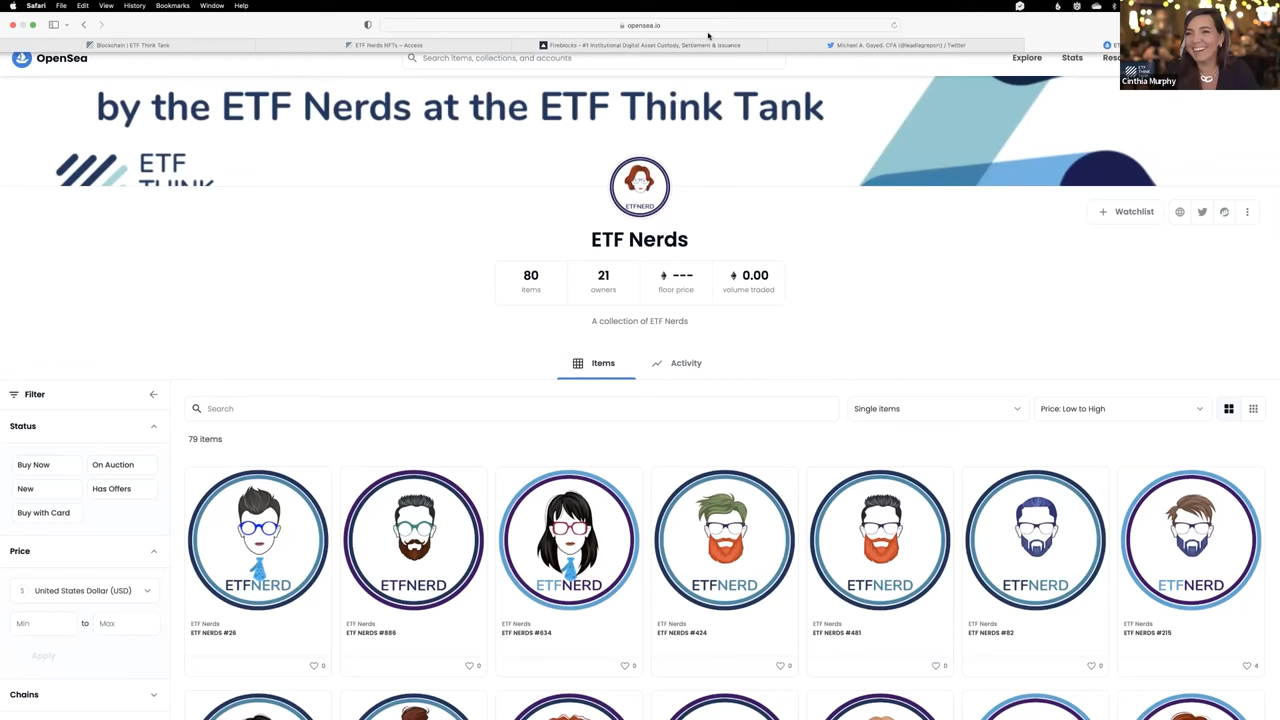 Safari File Edit View History Bookmarks Window Help
opensea.io
Blockchain | ETF Think Tank
ETF Nerds NFTs – Access
Fireblocks - #1 Institutional Digital Asset Custody, Settlement & Issuance
Michael A. Gayed, CFA (@leadlagreport) / Twitter
ET
OpenSea
Search items, collections, and accounts
Explore
Stats
Reso
ETF
THINK
Cinthia Murphy
by the ETF Nerds at the ETF Think Tank
ETF
THINK
ETFNERD
Watchlist
ETF Nerds
80
items
21
owners
---
floor price
0.00
volume traded
A collection of ETF Nerds
Items
Activity
Filter
Status
Buy Now
On Auction
New
Has Offers
Buy with Card
Price
$ United States Dollar (USD)
Min to Max
Apply
Chains
Search
Single items
Price: Low to High
79 items
ETFNERD
ETF Nerds
ETF NERDS #26
0
ETFNERD
ETF Nerds
ETF NERDS #886
0
ETFNERD
ETF Nerds
ETF NERDS #634
0
ETFNERD
ETF Nerds
ETF NERDS #424
0
ETFNERD
ETF Nerds
ETF NERDS #481
0
ETFNERD
ETF Nerds
ETF NERDS #82
0
ETFNERD
ETF Nerds
ETF NERDS #215
4